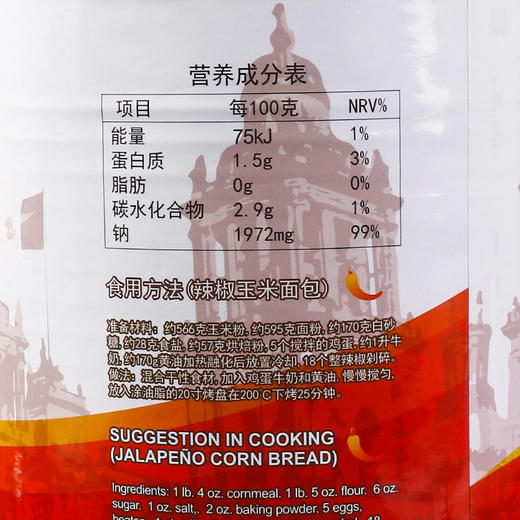 营养成分表
项目 每100克 NRV%
能量 75kJ 1%
蛋白质 1.5g 3%
脂肪 0g 0%
碳水化合物 2.9g 1%
钠 1972mg 99%
食用方法(辣椒玉米面包)
准备材料：约566克玉米粉，约595克面粉，约170克白砂
糖，约28克食盐，约57克烘焙粉，5个搅拌的鸡蛋，约1升牛
奶，约170g黄油加热融化后放置冷却，18个整辣椒剁碎。
做法：混合干性食材，加入鸡蛋牛奶和黄油，慢慢搅匀，
放入涂油脂的20寸烤盘在200℃下烤25分钟。
SUGGESTION IN COOKING
(JALAPEÑO CORN BREAD)
Ingredients: 1 lb. 4 oz. cornmeal. 1 lb. 5 oz. flour. 6 oz.
sugar. 1 oz. salt,. 2 oz. baking powder. 5 eggs,